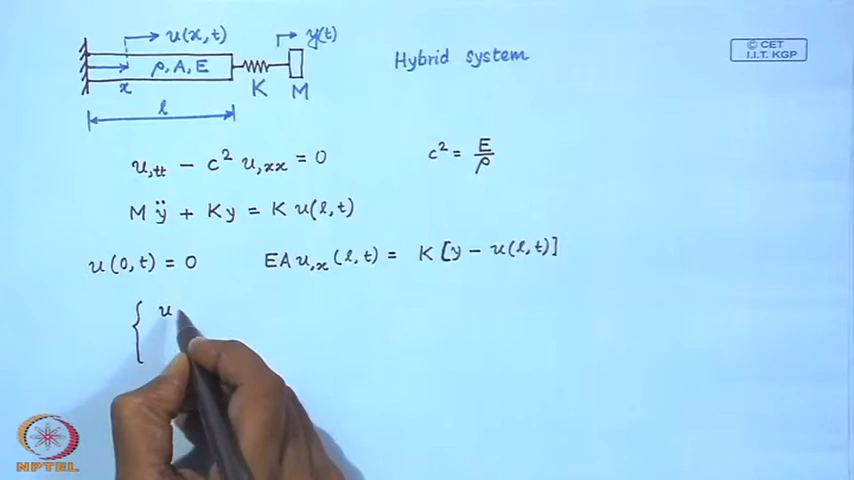 u(x,t) y(t)
ρ, A, E
x K M
l
Hybrid system
© CET
I.I.T. KGP
u,tt − c² u,xx = 0 c² = E/ρ
M ÿ + K y = K u(l,t)
u(0,t) = 0 EA u,x (l,t) = K [y − u(l,t)]
{ u
NPTEL